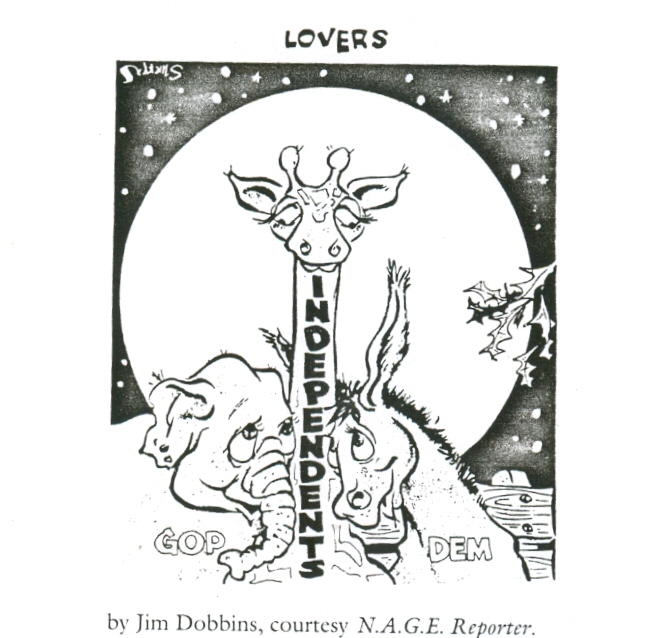 LOVERS
INDEPENDENTS
GOP
DEM
by Jim Dobbins, courtesy N.A.G.E. Reporter.